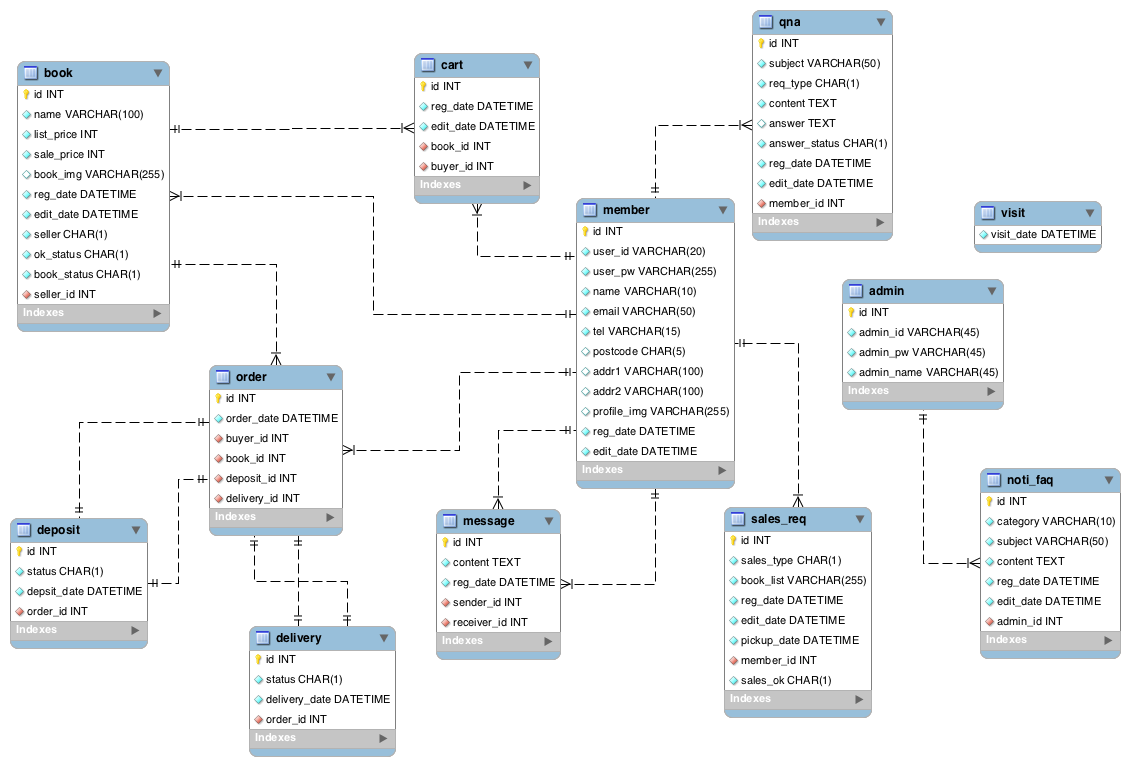 book
id INT
name VARCHAR(100)
list_price INT
sale_price INT
book_img VARCHAR(255)
reg_date DATETIME
edit_date DATETIME
seller CHAR(1)
ok_status CHAR(1)
book_status CHAR(1)
seller_id INT
Indexes
cart
id INT
reg_date DATETIME
edit_date DATETIME
book_id INT
buyer_id INT
Indexes
qna
id INT
subject VARCHAR(50)
req_type CHAR(1)
content TEXT
answer TEXT
answer_status CHAR(1)
reg_date DATETIME
edit_date DATETIME
member_id INT
Indexes
member
id INT
user_id VARCHAR(20)
user_pw VARCHAR(255)
name VARCHAR(10)
email VARCHAR(50)
tel VARCHAR(15)
postcode CHAR(5)
addr1 VARCHAR(100)
addr2 VARCHAR(100)
profile_img VARCHAR(255)
reg_date DATETIME
edit_date DATETIME
Indexes
visit
visit_date DATETIME
admin
id INT
admin_id VARCHAR(45)
admin_pw VARCHAR(45)
admin_name VARCHAR(45)
Indexes
order
id INT
order_date DATETIME
buyer_id INT
book_id INT
deposit_id INT
delivery_id INT
Indexes
deposit
id INT
status CHAR(1)
depsit_date DATETIME
order_id INT
Indexes
message
id INT
content TEXT
reg_date DATETIME
sender_id INT
receiver_id INT
Indexes
sales_req
id INT
sales_type CHAR(1)
book_list VARCHAR(255)
reg_date DATETIME
edit_date DATETIME
pickup_date DATETIME
member_id INT
sales_ok CHAR(1)
Indexes
noti_faq
id INT
category VARCHAR(10)
subject VARCHAR(50)
content TEXT
reg_date DATETIME
edit_date DATETIME
admin_id INT
Indexes
delivery
id INT
status CHAR(1)
delivery_date DATETIME
order_id INT
Indexes